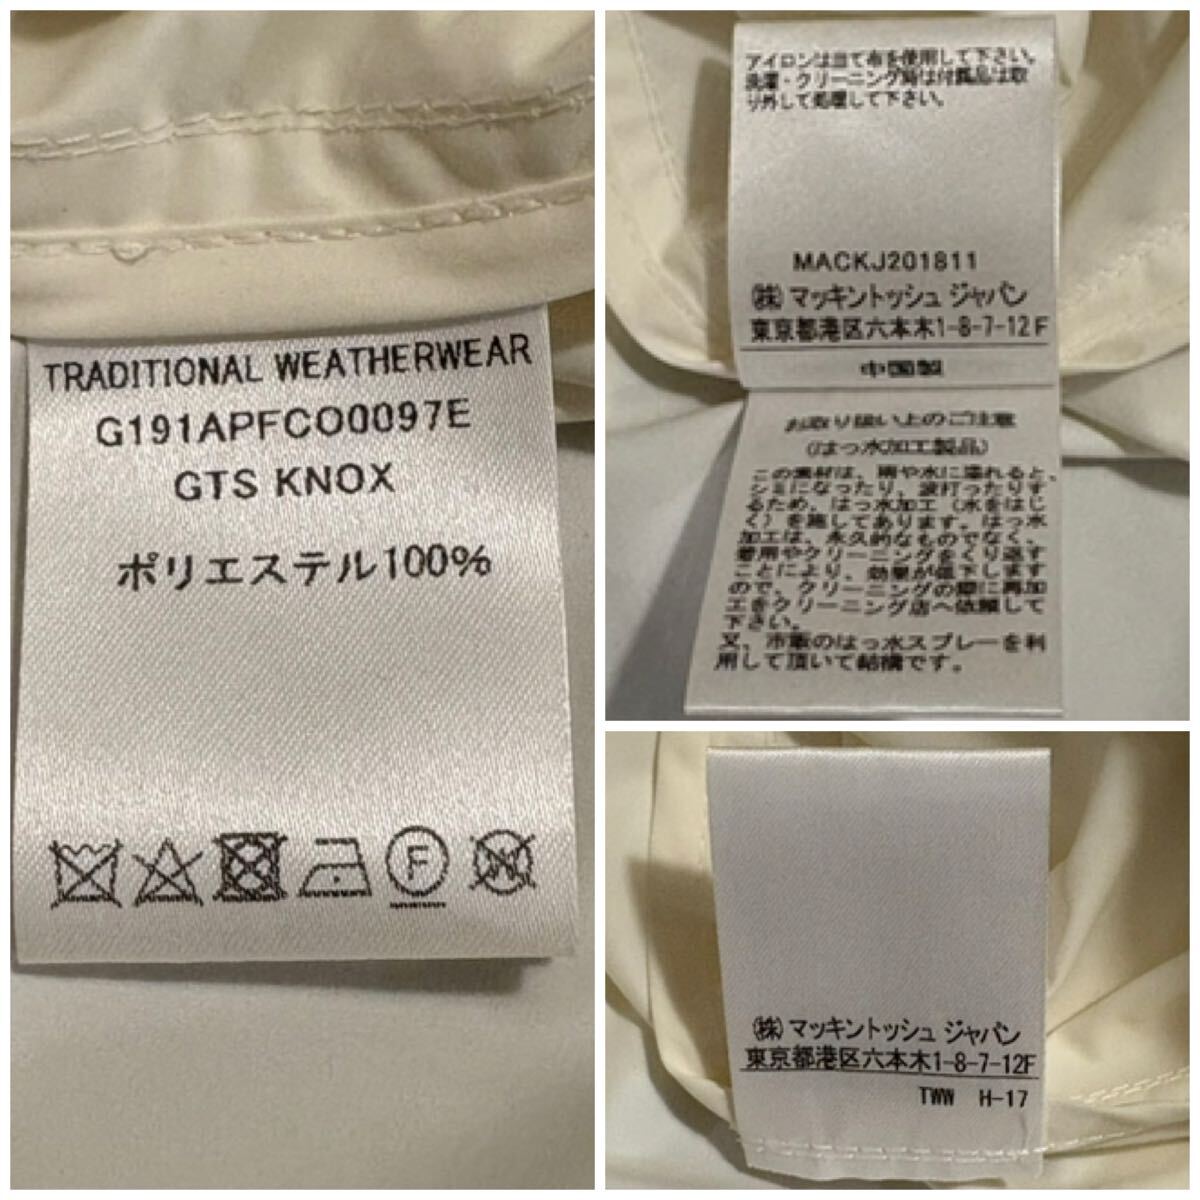 TRADITIONAL WEATHERWEAR
G191APFCO0097E
GTS KNOX
ポリエステル100%
F
W
アイロンは当て布を使用して下さい。
洗濯・クリーニング時は付属品は取
り外して処理して下さい。
MACKJ201811
㈱ マッキントッシュ ジャパン
東京都港区六本木1-8-7-12F
中国製
お取り扱い上のご注意
(はっ水加工製品)
この素材は、雨や水に濡れると、
シミになったり、波打ったりす
るため、はっ水加工(水をはじ
く)を施してあります。はっ水
加工は、永久的なものでなく、
着用やクリーニングをくり返す
ことにより、効果が低下します
ので、クリーニングの際に再加
工をクリーニング店へ依頼して
下さい。
又、市販のはっ水スプレーを利
用して頂いて結構です。
㈱ マッキントッシュ ジャパン
東京都港区六本木1-8-7-12F
TWW H-17